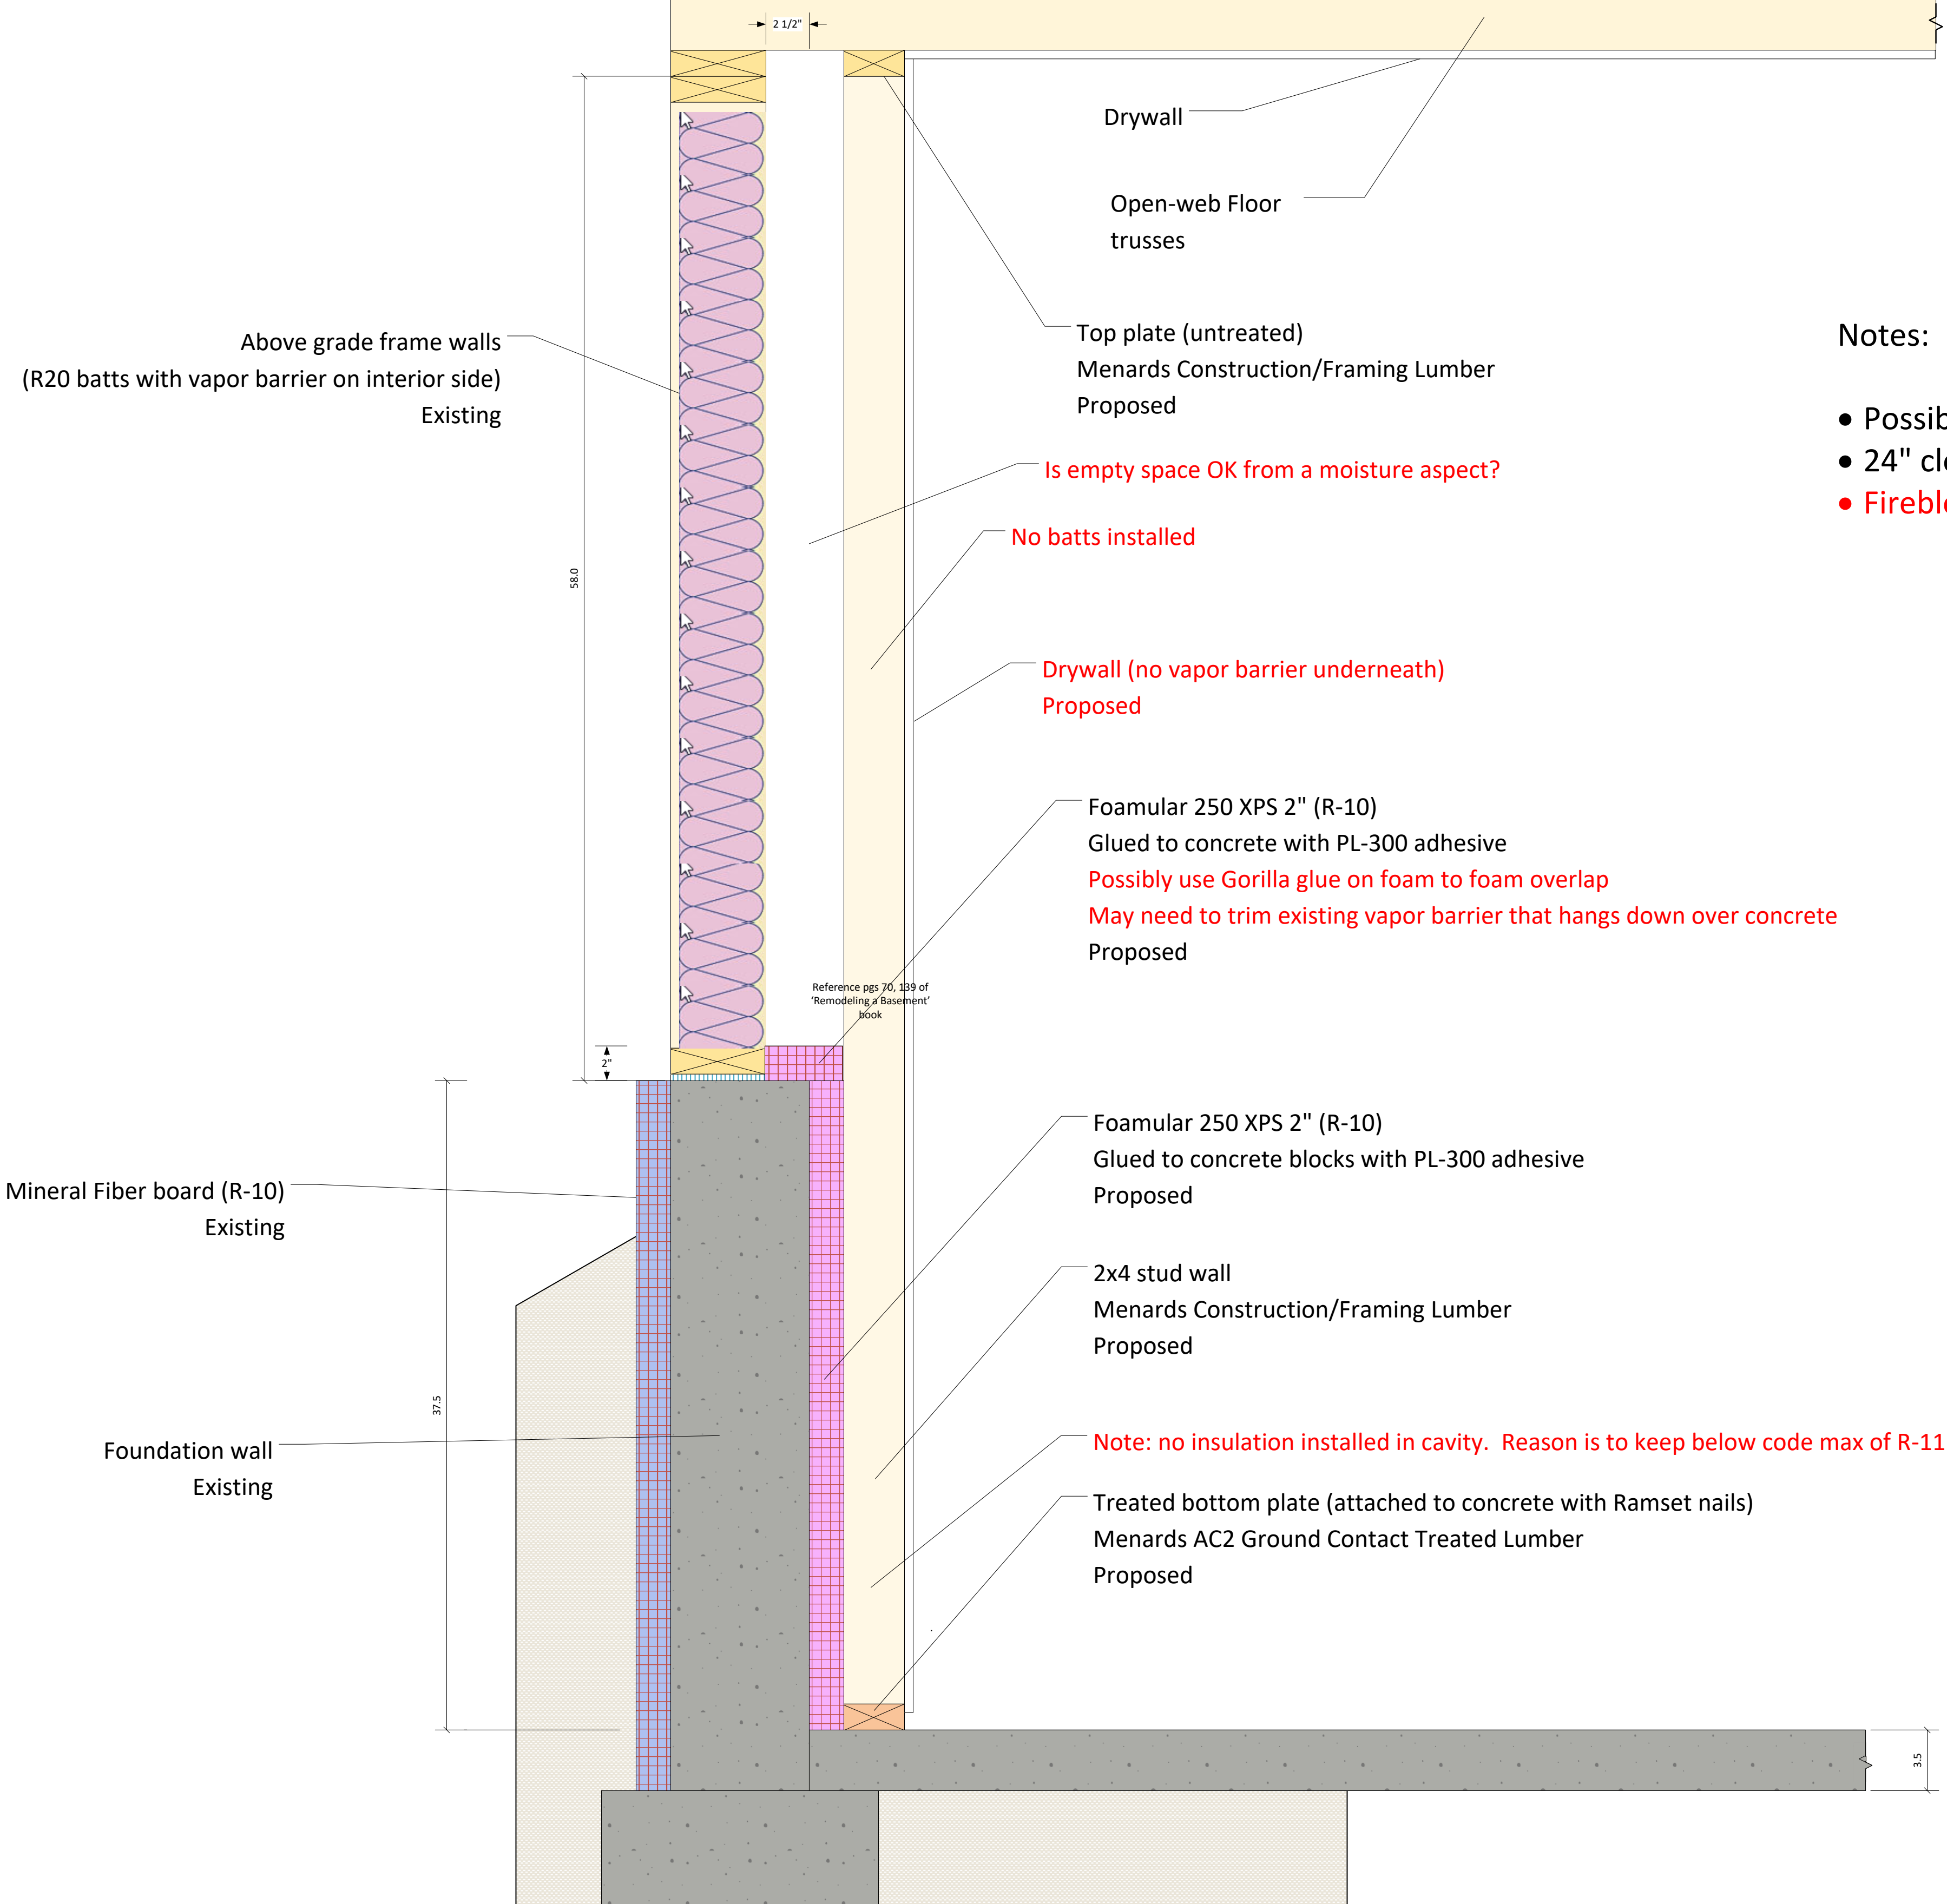 2 1/2"
Drywall
Open-web Floor
trusses
Above grade frame walls
(R20 batts with vapor barrier on interior side)
Existing
Top plate (untreated)
Menards Construction/Framing Lumber
Proposed
Notes:
• Possib
• 24" cl
• Firebl
Is empty space OK from a moisture aspect?
No batts installed
58.0
Drywall (no vapor barrier underneath)
Proposed
Foamular 250 XPS 2" (R-10)
Glued to concrete with PL-300 adhesive
Possibly use Gorilla glue on foam to foam overlap
May need to trim existing vapor barrier that hangs down over concrete
Proposed
Reference pgs 70, 139 of
‘Remodeling a Basement’
book
2"
Foamular 250 XPS 2" (R-10)
Glued to concrete blocks with PL-300 adhesive
Proposed
Mineral Fiber board (R-10)
Existing
2x4 stud wall
Menards Construction/Framing Lumber
Proposed
37.5
Foundation wall
Existing
Note: no insulation installed in cavity. Reason is to keep below code max of R-11
Treated bottom plate (attached to concrete with Ramset nails)
Menards AC2 Ground Contact Treated Lumber
Proposed
3.5